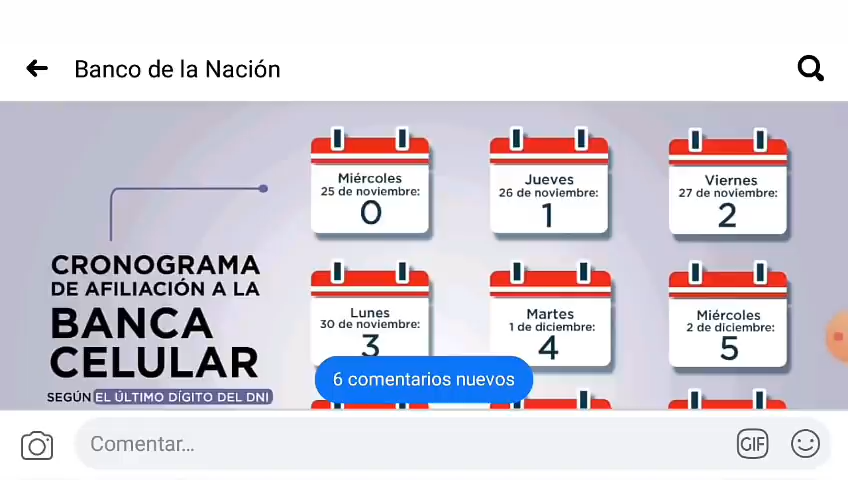 Banco de la Nación
CRONOGRAMA
DE AFILIACIÓN A LA
BANCA
CELULAR
SEGÚN EL ÚLTIMO DÍGITO DEL DNI
Miércoles
25 de noviembre:
0
Jueves
26 de noviembre:
1
Viernes
27 de noviembre:
2
Lunes
30 de noviembre:
3
Martes
1 de diciembre:
4
Miércoles
2 de diciembre:
5
6 comentarios nuevos
Comentar...
GIF